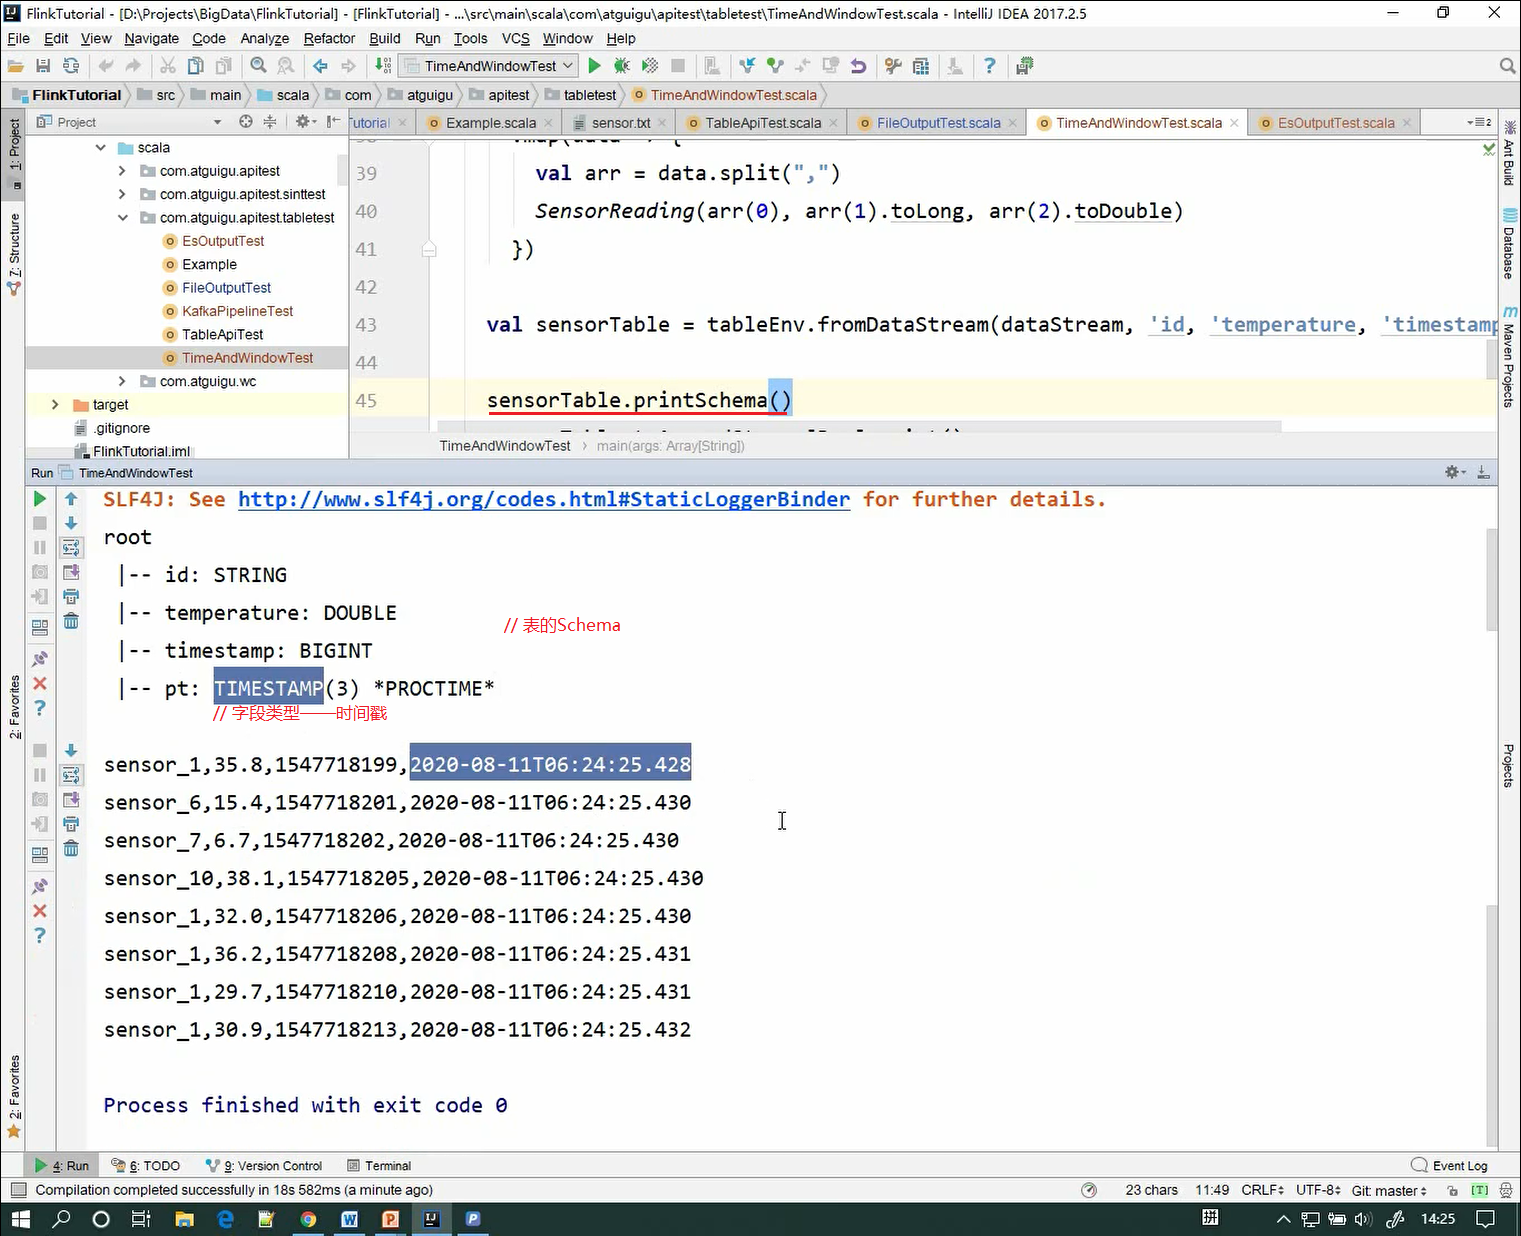 FlinkTutorial - [D:\Projects\BigData\FlinkTutorial] - [FlinkTutorial] - ...\src\main\scala\com\atguigu\apitest\tabletest\TimeAndWindowTest.scala - IntelliJ IDEA 2017.2.5
File Edit View Navigate Code Analyze Refactor Build Run Tools VCS Window Help
TimeAndWindowTest
FlinkTutorial src main scala com atguigu apitest tabletest TimeAndWindowTest.scala
Project
Tutorial Example.scala sensor.txt TableApiTest.scala FileOutputTest.scala TimeAndWindowTest.scala EsOutputTest.scala
2
1: Project
7: Structure
2: Favorites
2: Favorites
scala
com.atguigu.apitest
com.atguigu.apitest.sinttest
com.atguigu.apitest.tabletest
EsOutputTest
Example
FileOutputTest
KafkaPipelineTest
TableApiTest
TimeAndWindowTest
com.atguigu.wc
target
.gitignore
FlinkTutorial.iml
39 val arr = data.split(",")
40 SensorReading(arr(0), arr(1).toLong, arr(2).toDouble)
41 })
42
43 val sensorTable = tableEnv.fromDataStream(dataStream, 'id, 'temperature, 'timestamp
44
45 sensorTable.printSchema()
TimeAndWindowTest main(args: Array[String])
Ant Build
Database
Maven Projects
Projects
Run TimeAndWindowTest
SLF4J: See http://www.slf4j.org/codes.html#StaticLoggerBinder for further details.
root
|-- id: STRING
|-- temperature: DOUBLE
// 表的Schema
|-- timestamp: BIGINT
|-- pt: TIMESTAMP(3) *PROCTIME*
// 字段类型——时间戳
sensor_1,35.8,1547718199,2020-08-11T06:24:25.428
sensor_6,15.4,1547718201,2020-08-11T06:24:25.430
sensor_7,6.7,1547718202,2020-08-11T06:24:25.430
sensor_10,38.1,1547718205,2020-08-11T06:24:25.430
sensor_1,32.0,1547718206,2020-08-11T06:24:25.430
sensor_1,36.2,1547718208,2020-08-11T06:24:25.431
sensor_1,29.7,1547718210,2020-08-11T06:24:25.431
sensor_1,30.9,1547718213,2020-08-11T06:24:25.432
Process finished with exit code 0
4: Run 6: TODO 9: Version Control Terminal Event Log
Compilation completed successfully in 18s 582ms (a minute ago) 23 chars 11:49 CRLF UTF-8 Git: master [T]
拼 14:25